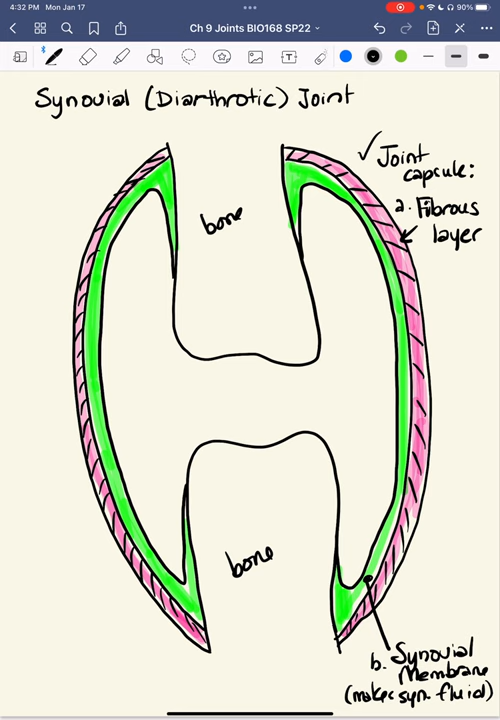 4:32 PM Mon Jan 17
90%
Ch 9 Joints BIO168 SP22
Synovial (Diarthrotic) Joint
✓ Joint
capsule:
a. Fibrous
layer
bone
bone
b. Synovial
Membrane
(makes syn. fluid)